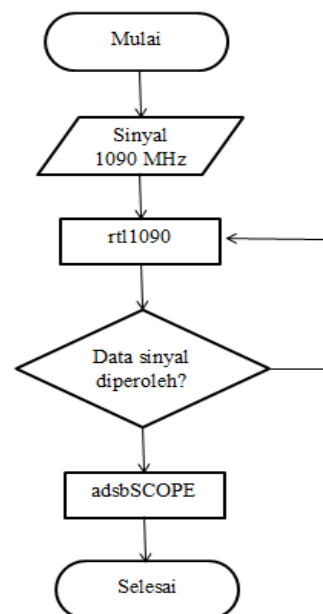 Mulai
Sinyal
1090 MHz
rtl1090
Data sinyal
diperoleh?
adsbSCOPE
Selesai